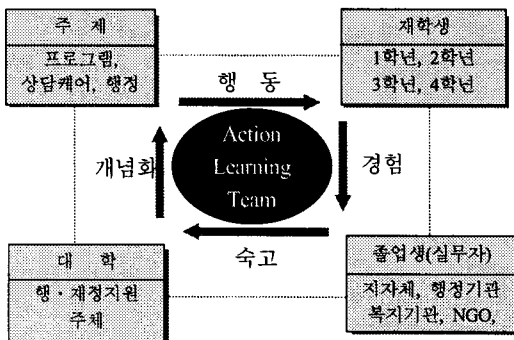 주 제
프로그램,
상담케어, 행정
재학생
1학년, 2학년
3학년, 4학년
행 동
Action
Learning
Team
개념화
경험
숙고
대 학
행·재정지원
주체
졸업생(실무자)
지자체, 행정기관
복지기관, NGO,